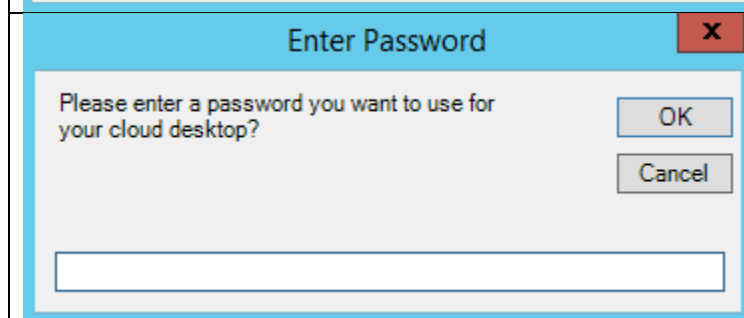 Enter Password
x
Please enter a password you want to use for
your cloud desktop?
OK
Cancel